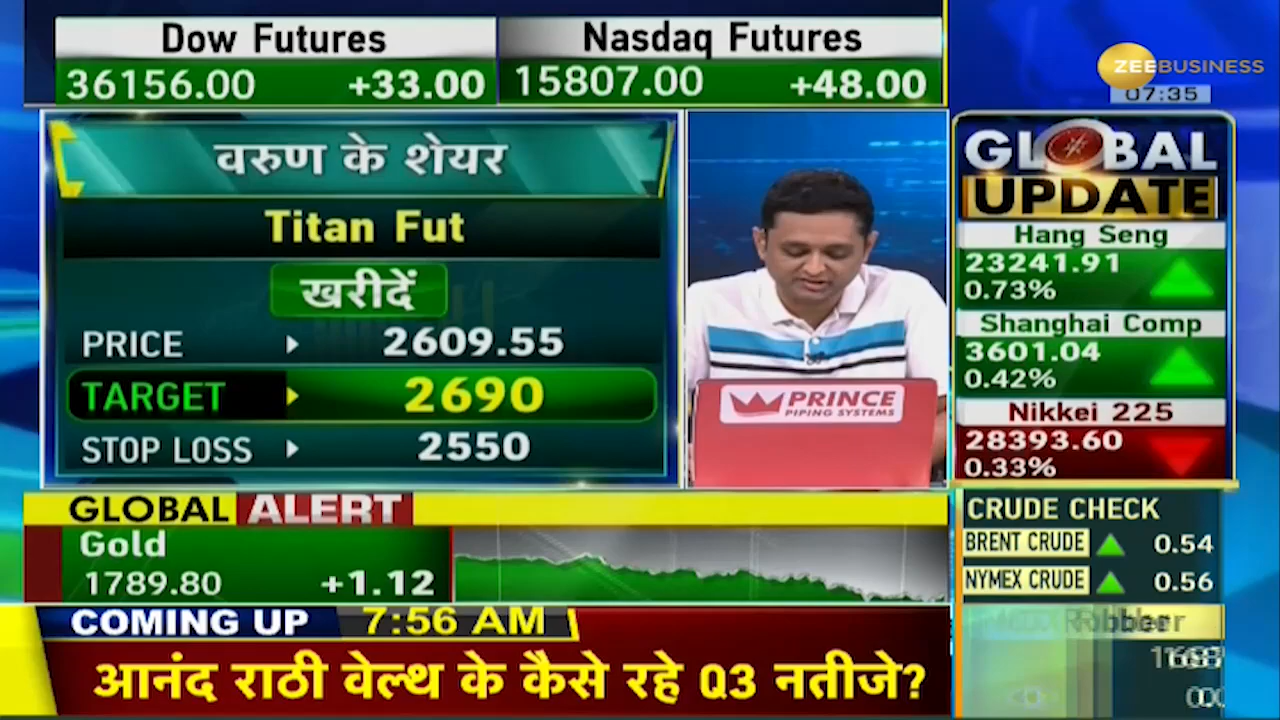 Dow Futures
36156.00 +33.00
Nasdaq Futures
15807.00 +48.00
ZEEBUSINESS
07:35
वरुण के शेयर
Titan Fut
खरीदें
PRICE 2609.55
TARGET 2690
STOP LOSS 2550
PRINCE
PIPING SYSTEMS
GLOBAL
UPDATE
Hang Seng
23241.91
0.73%
Shanghai Comp
3601.04
0.42%
Nikkei 225
28393.60
0.33%
GLOBAL ALERT
Gold
1789.80 +1.12
CRUDE CHECK
BRENT CRUDE 0.54
NYMEX CRUDE 0.56
COMING UP 7:56 AM
आनंद राठी वेल्थ के कैसे रहे Q3 नतीजे?